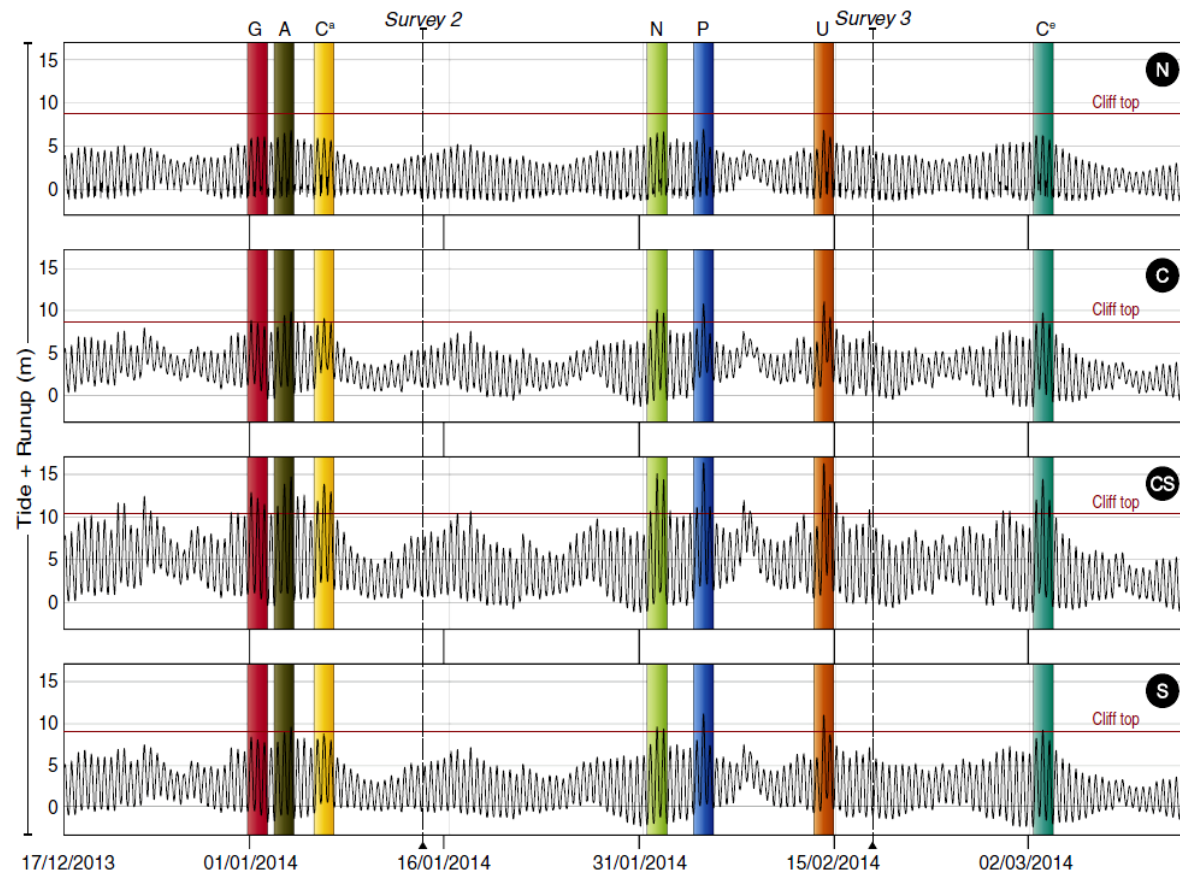 Survey 2
Survey 3
G A Cª N P U Cᵉ
Tide + Runup (m)
15
10
5
0
Cliff top
N
15
10
5
0
Cliff top
C
15
10
5
0
Cliff top
CS
15
10
5
0
Cliff top
S
17/12/2013 01/01/2014 16/01/2014 31/01/2014 15/02/2014 02/03/2014